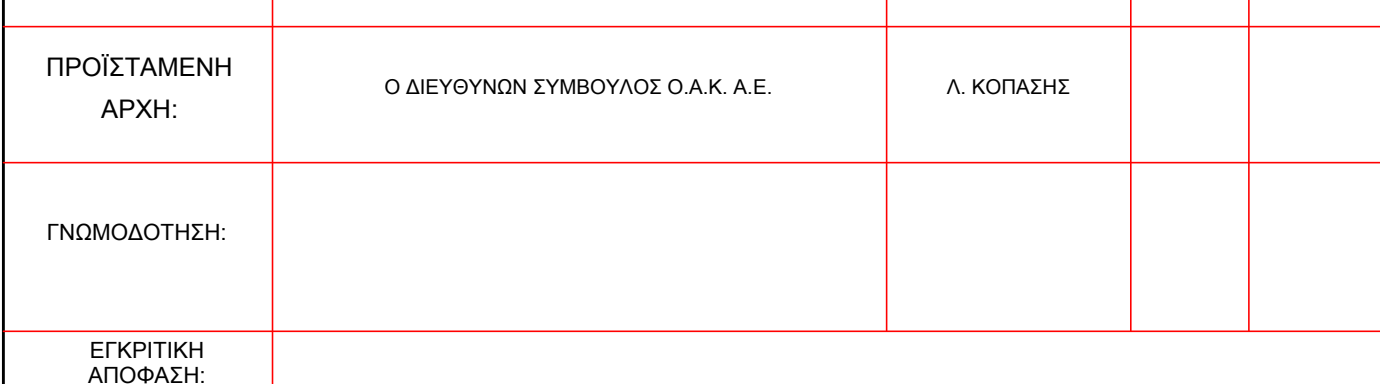 ΠΡΟΪΣΤΑΜΕΝΗ
ΑΡΧΗ:
Ο ΔΙΕΥΘΥΝΩΝ ΣΥΜΒΟΥΛΟΣ Ο.Α.Κ. Α.Ε.
Λ. ΚΟΠΑΣΗΣ
ΓΝΩΜΟΔΟΤΗΣΗ:
ΕΓΚΡΙΤΙΚΗ
ΑΠΟΦΑΣΗ: